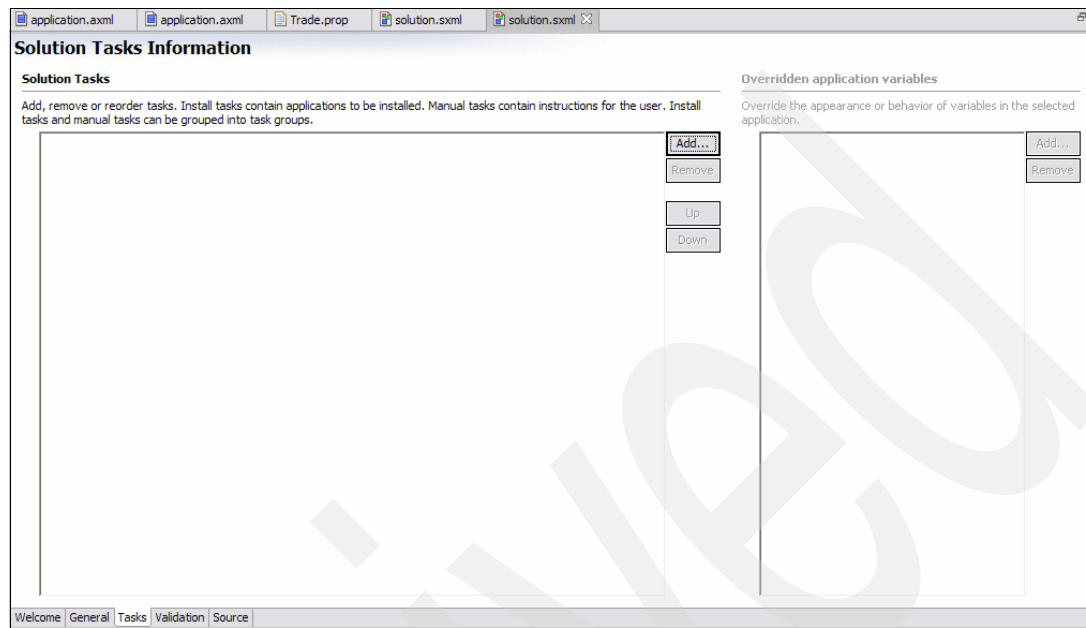 application.axml application.axml Trade.prop solution.sxml solution.sxml
Solution Tasks Information
Solution Tasks
Add, remove or reorder tasks. Install tasks contain applications to be installed. Manual tasks contain instructions for the user. Install
tasks and manual tasks can be grouped into task groups.
Add...
Remove
Up
Down
Overridden application variables
Override the appearance or behavior of variables in the selected
application.
Add...
Remove
Welcome General Tasks Validation Source
ived